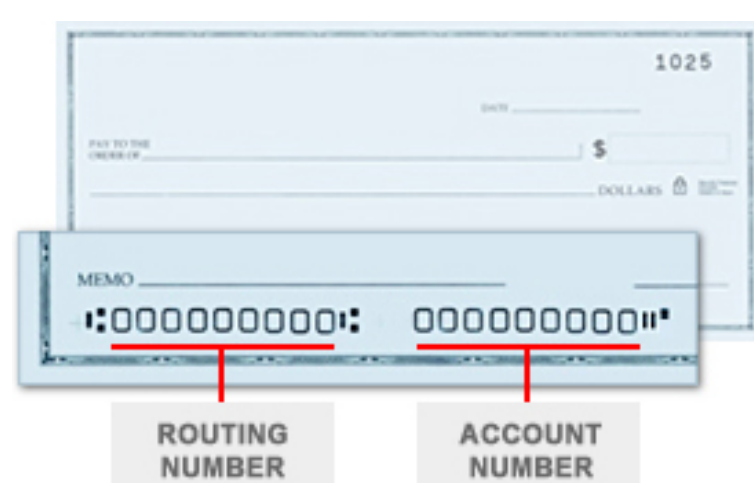 1025
DATE
PAY TO THE
ORDER OF
$
DOLLARS
MEMO
⑆000000000⑆ 000000000⑈
ROUTING NUMBER
ACCOUNT NUMBER